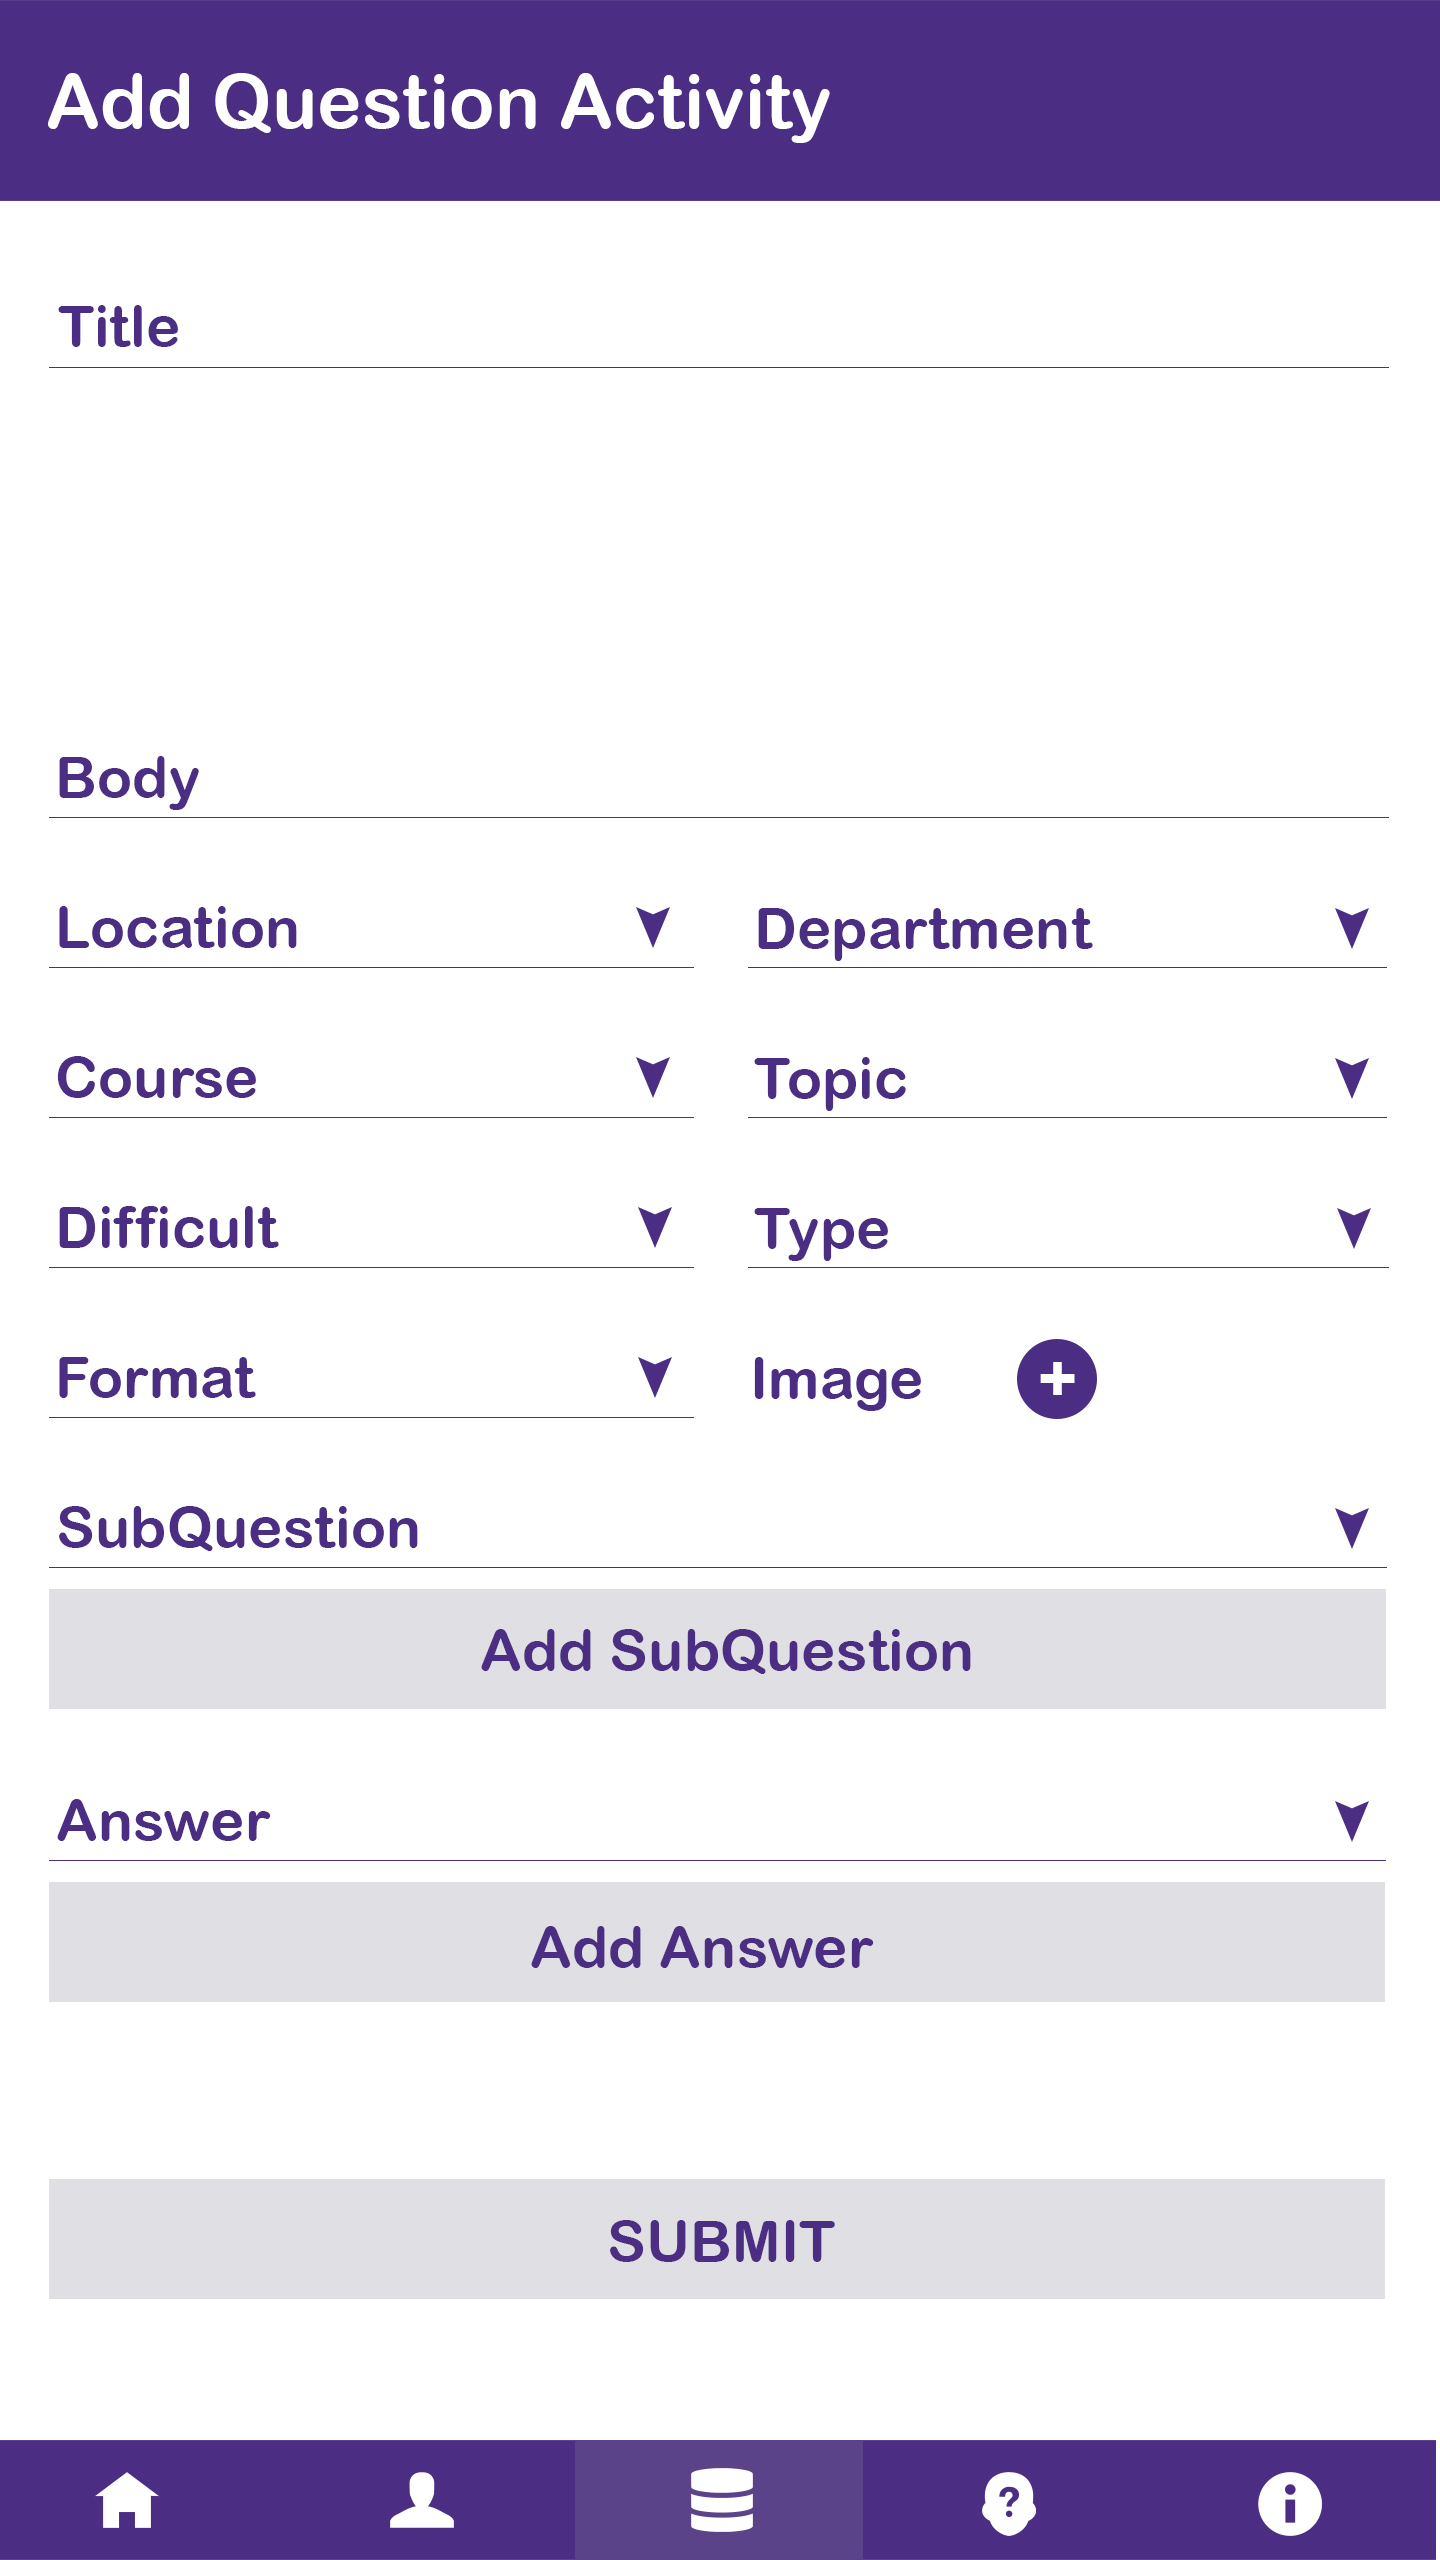 Add Question Activity
Title
Body
Location
Department
Course
Topic
Difficult
Type
Format
Image
SubQuestion
Add SubQuestion
Answer
Add Answer
SUBMIT